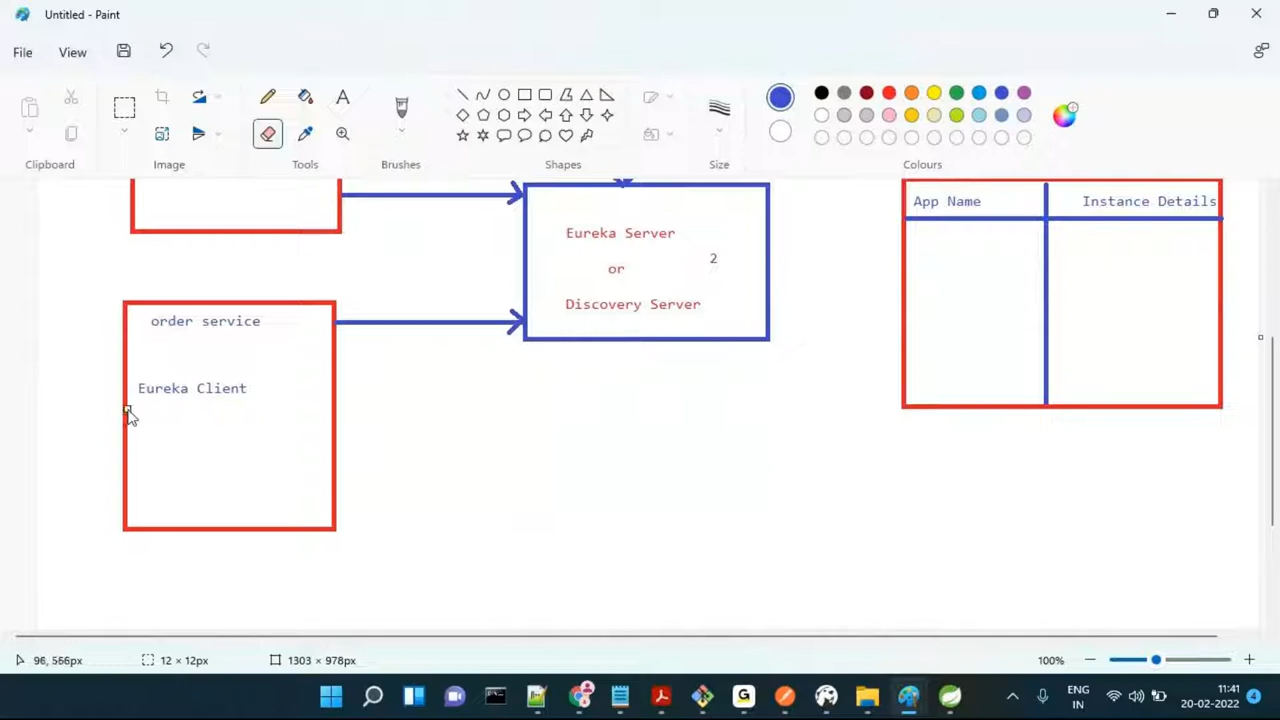 Untitled - Paint
File View
Clipboard
Image
Tools
Brushes
Shapes
Size
Colours
App Name Instance Details
Eureka Server
2
or
Discovery Server
order service
Eureka Client
96, 566px
12 × 12px
1303 × 978px
100%
ENG
IN
11:41
20-02-2022
4